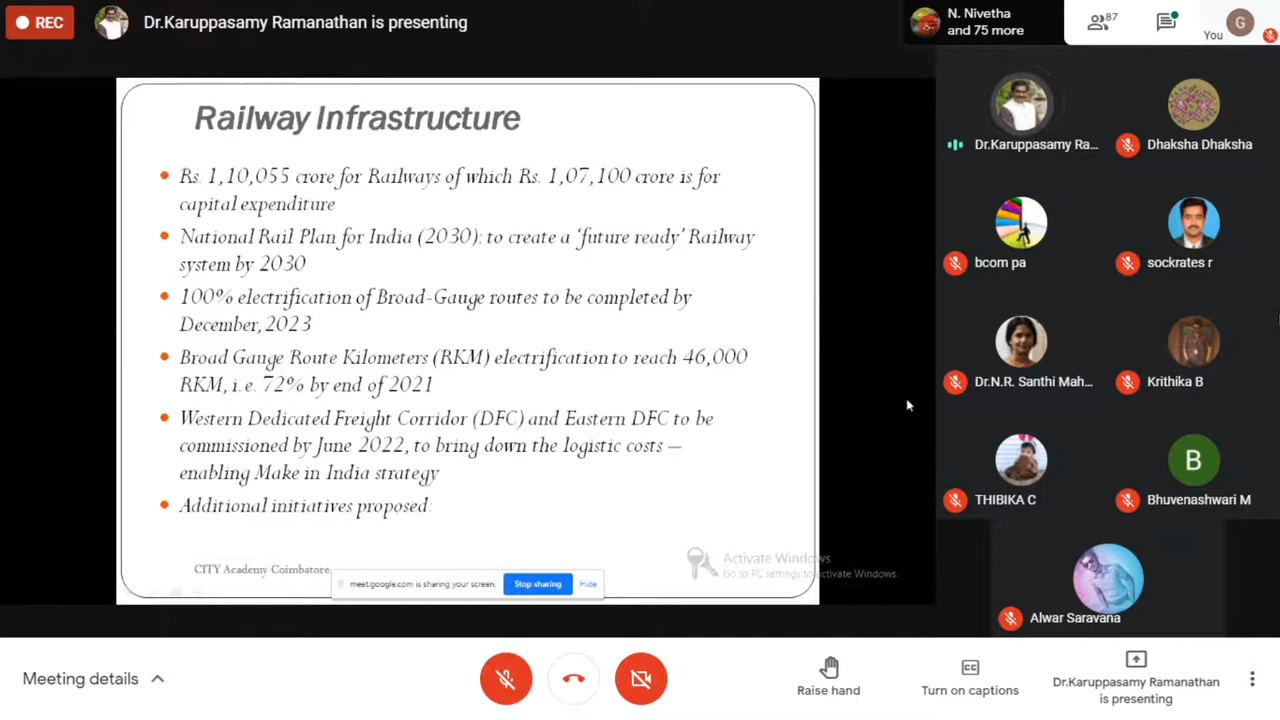 REC
Dr.Karuppasamy Ramanathan is presenting
N. Nivetha
and 75 more
87
You
G
Railway Infrastructure
Rs. 1,10,055 crore for Railways of which Rs. 1,07,100 crore is for
capital expenditure
National Rail Plan for India (2030): to create a ‘future ready’ Railway
system by 2030
100% electrification of Broad-Gauge routes to be completed by
December, 2023
Broad Gauge Route Kilometers (RKM) electrification to reach 46,000
RKM, i.e. 72% by end of 2021
Western Dedicated Freight Corridor (DFC) and Eastern DFC to be
commissioned by June 2022, to bring down the logistic costs –
enabling Make in India strategy
Additional initiatives proposed:
CITY Academy Coimbatore
meet.google.com is sharing your screen.
Stop sharing
Hide
Activate Windows
Go to PC settings to activate Windows.
Dr.Karuppasamy Ra...
Dhaksha Dhaksha
bcom pa
sockrates r
Dr.N.R. Santhi Mah...
Krithika B
THIBIKA C
B
Bhuvenashwari M
Alwar Saravana
Meeting details
Raise hand
Turn on captions
Dr.Karuppasamy Ramanathan
is presenting